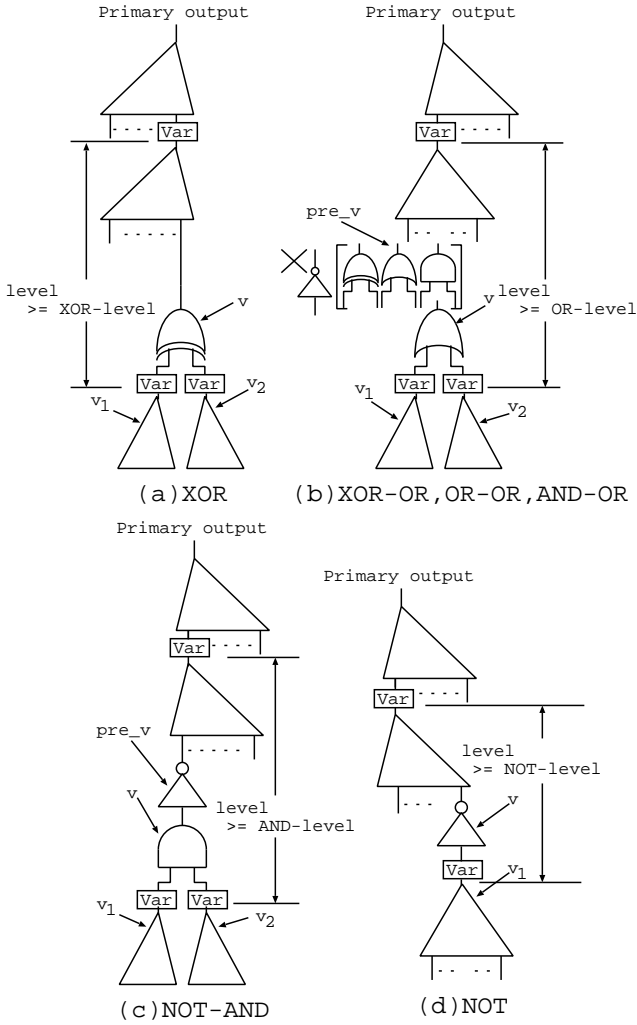 Primary output
Var
level
>= XOR-level
v
Var
Var
v1
v2
(a)XOR
Primary output
Var
pre_v
level
>= OR-level
v
Var
Var
v1
v2
(b)XOR-OR,OR-OR,AND-OR
Primary output
Var
pre_v
v
level
>= AND-level
Var
Var
v1
v2
(c)NOT-AND
Primary output
Var
level
>= NOT-level
v
Var
v1
(d)NOT